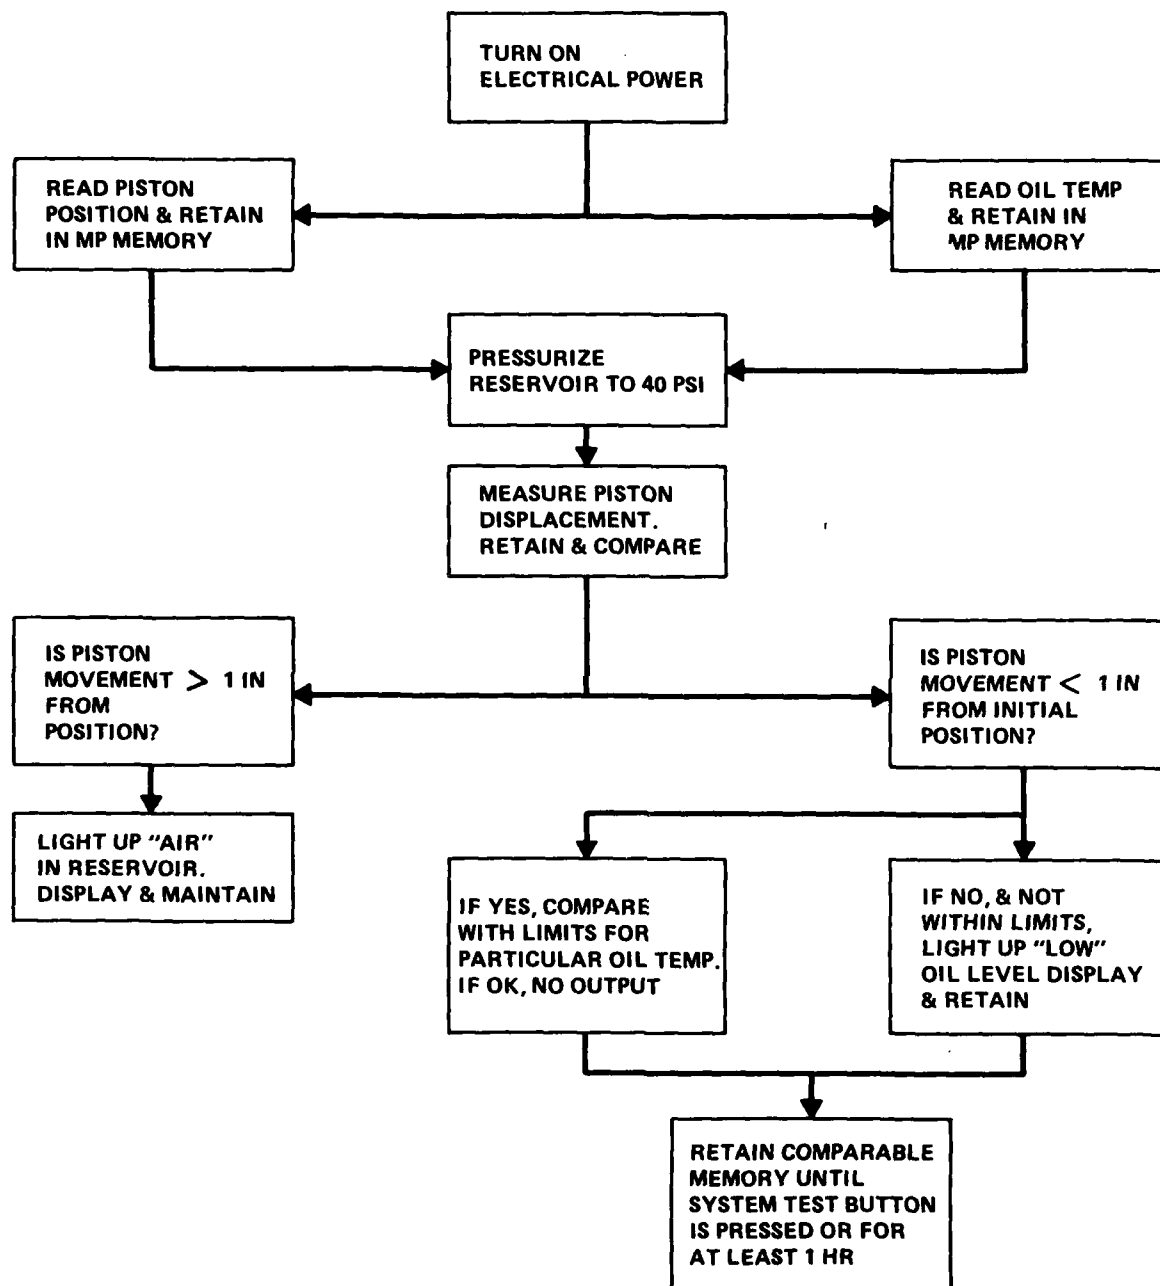 TURN ON
ELECTRICAL POWER
READ PISTON
POSITION & RETAIN
IN MP MEMORY
READ OIL TEMP
& RETAIN IN
MP MEMORY
PRESSURIZE
RESERVOIR TO 40 PSI
MEASURE PISTON
DISPLACEMENT.
RETAIN & COMPARE
IS PISTON
MOVEMENT > 1 IN
FROM
POSITION?
IS PISTON
MOVEMENT < 1 IN
FROM INITIAL
POSITION?
LIGHT UP "AIR"
IN RESERVOIR.
DISPLAY & MAINTAIN
IF YES, COMPARE
WITH LIMITS FOR
PARTICULAR OIL TEMP.
IF OK, NO OUTPUT
IF NO, & NOT
WITHIN LIMITS,
LIGHT UP "LOW"
OIL LEVEL DISPLAY
& RETAIN
RETAIN COMPARABLE
MEMORY UNTIL
SYSTEM TEST BUTTON
IS PRESSED OR FOR
AT LEAST 1 HR